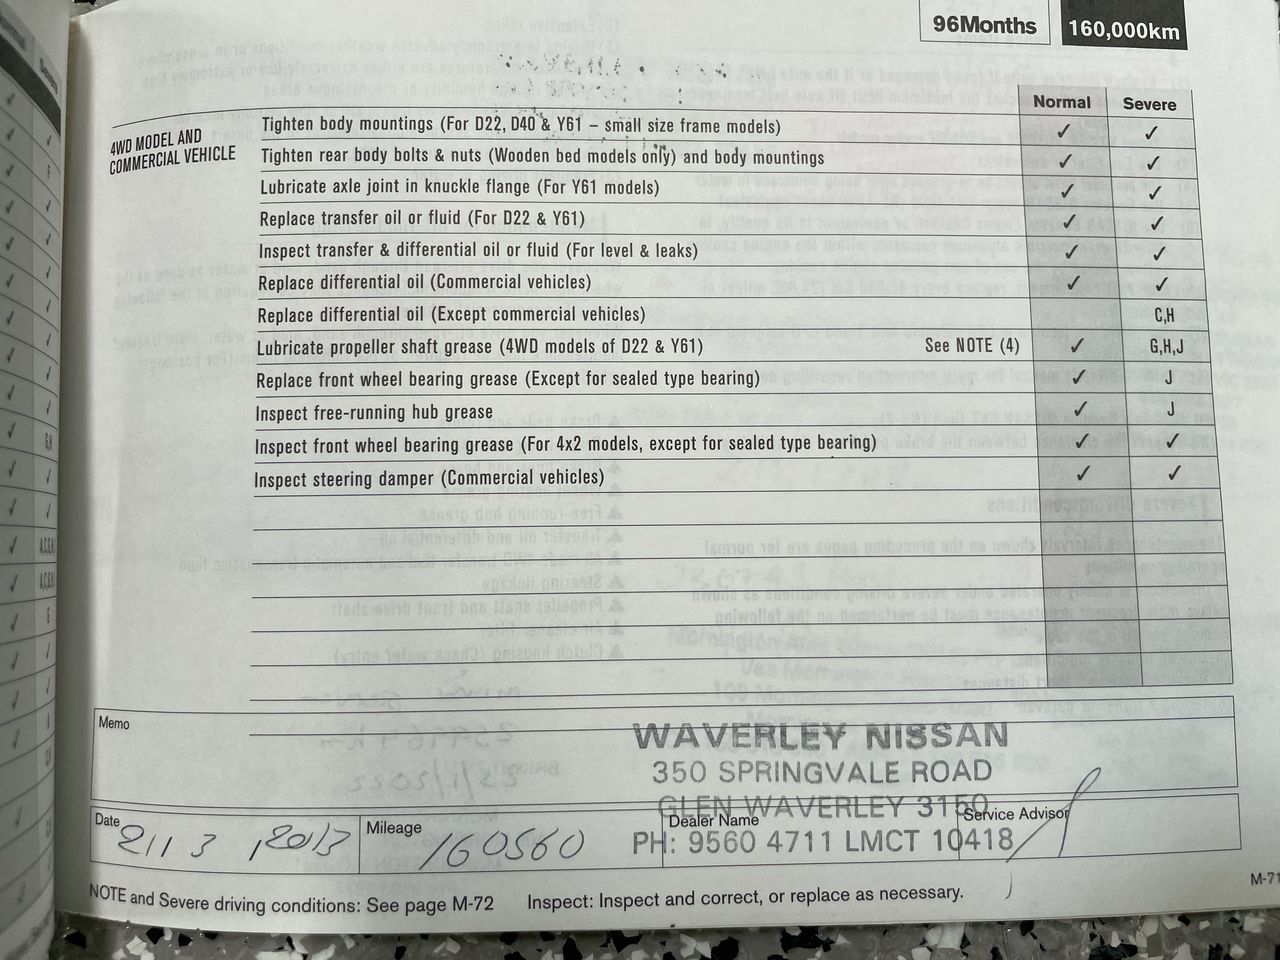 96Months 160,000km
Normal Severe
4WD MODEL AND
COMMERCIAL VEHICLE
Tighten body mountings (For D22, D40 & Y61 – small size frame models) ✓ ✓
Tighten rear body bolts & nuts (Wooden bed models only) and body mountings ✓ ✓
Lubricate axle joint in knuckle flange (For Y61 models) ✓ ✓
Replace transfer oil or fluid (For D22 & Y61) ✓ ✓
Inspect transfer & differential oil or fluid (For level & leaks) ✓ ✓
Replace differential oil (Commercial vehicles) ✓ ✓
Replace differential oil (Except commercial vehicles) C,H
Lubricate propeller shaft grease (4WD models of D22 & Y61) See NOTE (4) ✓ G,H,J
Replace front wheel bearing grease (Except for sealed type bearing) ✓ J
Inspect free-running hub grease ✓ J
Inspect front wheel bearing grease (For 4x2 models, except for sealed type bearing) ✓ ✓
Inspect steering damper (Commercial vehicles) ✓ ✓
Memo
WAVERLEY NISSAN
350 SPRINGVALE ROAD
GLEN WAVERLEY 3150
PH: 9560 4711 LMCT 10418
Date
Mileage 160560
Dealer Name
Service Advisor
M-71
NOTE and Severe driving conditions: See page M-72 Inspect: Inspect and correct, or replace as necessary.